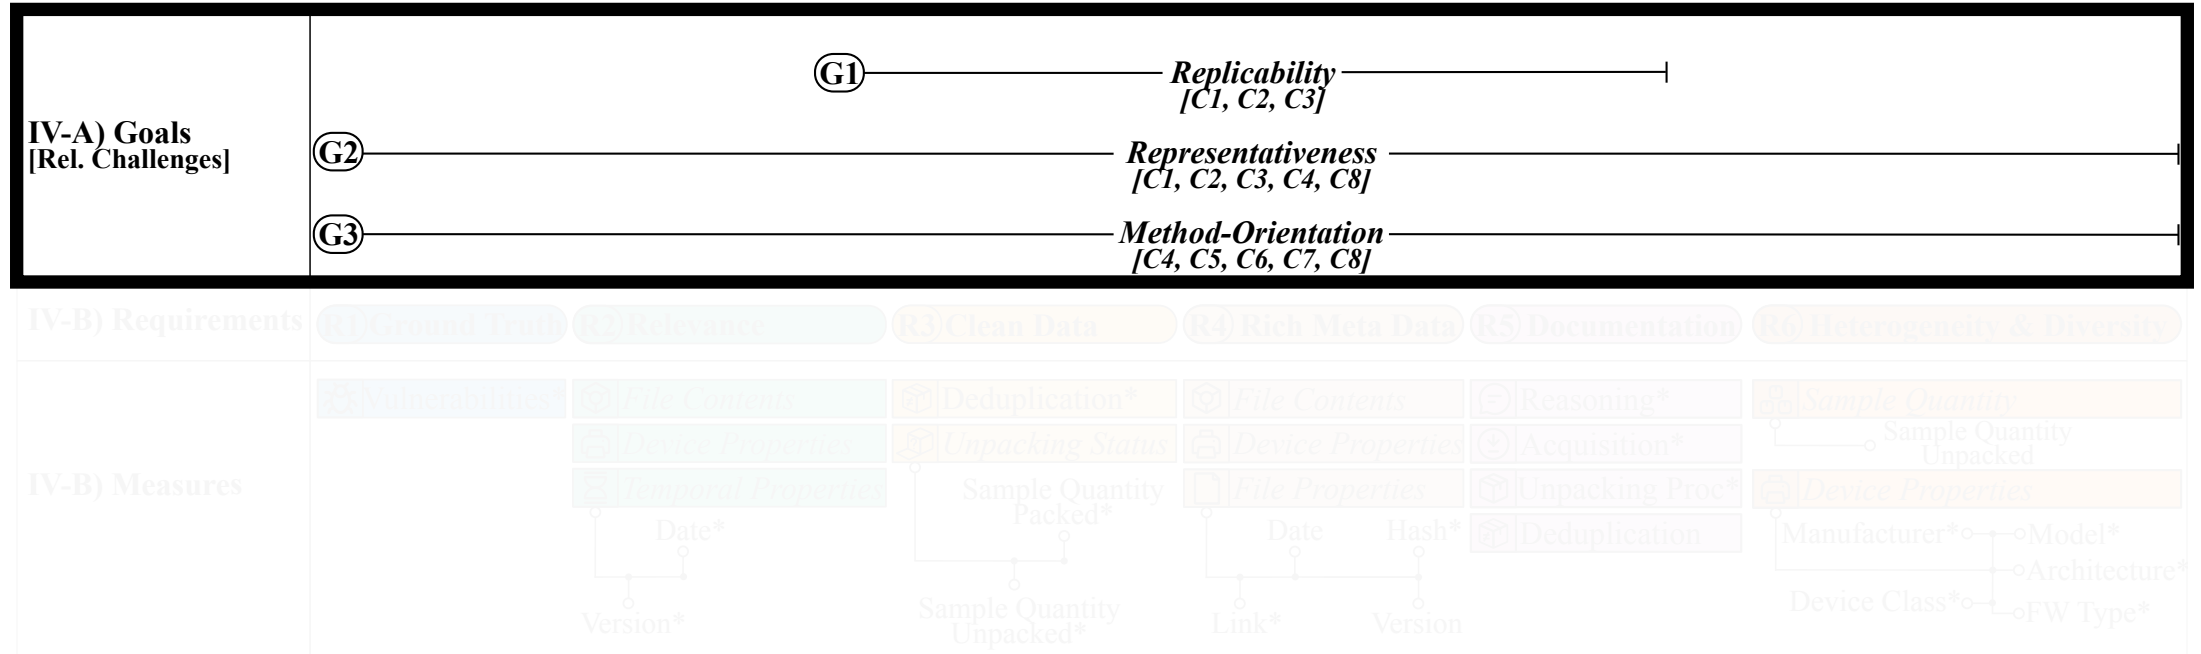 G1 Replicability
[C1, C2, C3]
IV-A) Goals
[Rel. Challenges]
G2 Representativeness
[C1, C2, C3, C4, C8]
G3 Method-Orientation
[C4, C5, C6, C7, C8]
IV-B) Requirements R1) Ground Truth R2) Relevance R3) Clean Data R4) Rich Meta Data R5) Documentation R6) Heterogeneity & Diversity
IV-B) Measures
Vulnerabilities*
File Contents
Device Properties
Temparal Properties
Date*
Version*
Deduplication*
Unpacking Status
Sample Quantity
Packed*
Sample Quantity
Unpacked*
File Contents
Device Properties
File Properties
Date
Hash*
Link*
Version
Reasoning*
Acquisition*
Unpacking Proc*
Deduplication
Sample Quantity
Sample Quantity
Unpacked
Device Properties
Manufacturer*
Model*
Architecture*
Device Class*
FW Type*